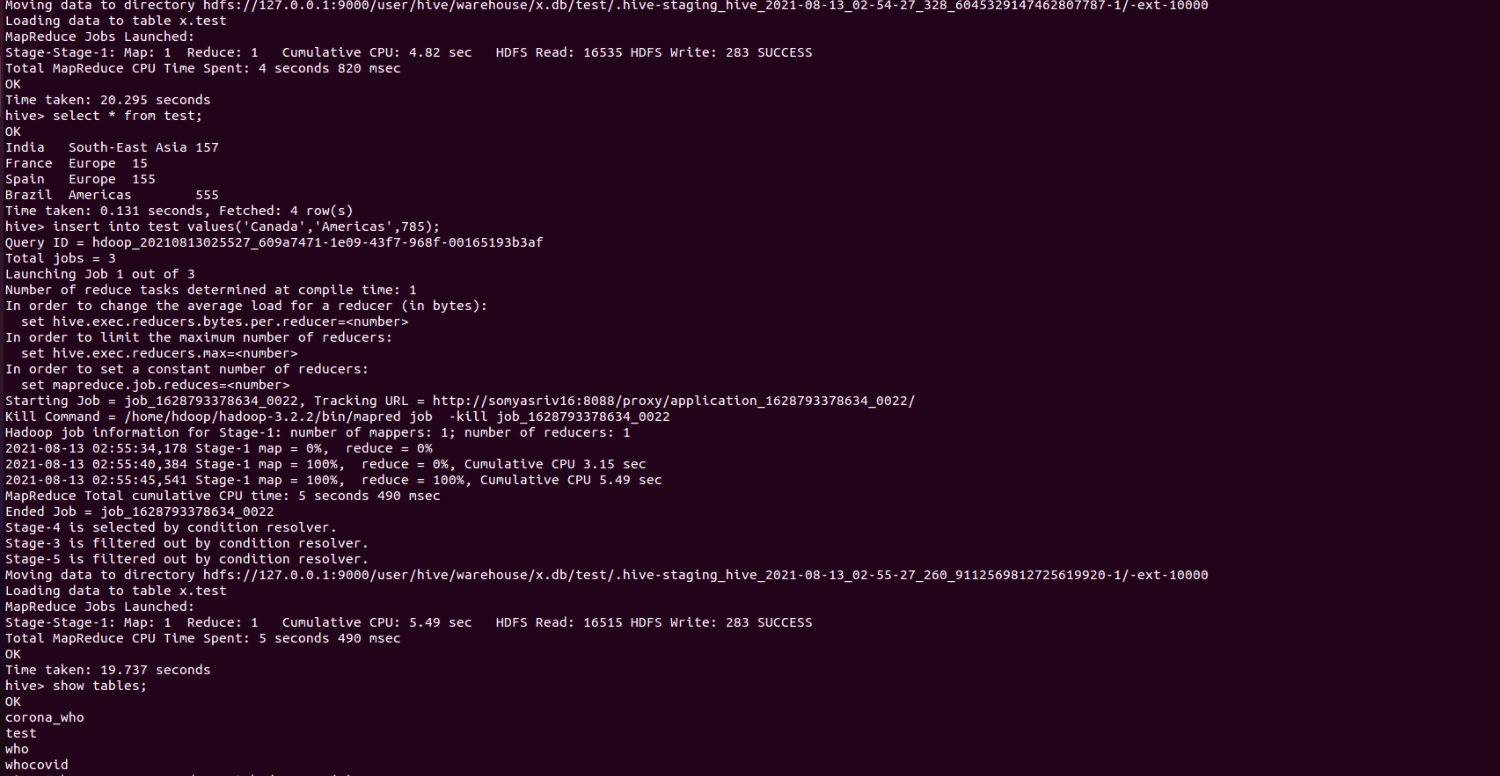 Moving data to directory hdfs://127.0.0.1:9000/user/hive/warehouse/x.db/test/.hive-staging_hive_2021-08-13_02-54-27_328_6045329147462807787-1/-ext-10000
Loading data to table x.test
MapReduce Jobs Launched:
Stage-Stage-1: Map: 1  Reduce: 1   Cumulative CPU: 4.82 sec   HDFS Read: 16535 HDFS Write: 283 SUCCESS
Total MapReduce CPU Time Spent: 4 seconds 820 msec
OK
Time taken: 20.295 seconds
hive> select * from test;
OK
India   South-East Asia 157
France  Europe  15
Spain   Europe  155
Brazil  Americas        555
Time taken: 0.131 seconds, Fetched: 4 row(s)
hive> insert into test values('Canada','Americas',785);
Query ID = hdoop_20210813025527_609a7471-1e09-43f7-968f-00165193b3af
Total jobs = 3
Launching Job 1 out of 3
Number of reduce tasks determined at compile time: 1
In order to change the average load for a reducer (in bytes):
  set hive.exec.reducers.bytes.per.reducer=<number>
In order to limit the maximum number of reducers:
  set hive.exec.reducers.max=<number>
In order to set a constant number of reducers:
  set mapreduce.job.reduces=<number>
Starting Job = job_1628793378634_0022, Tracking URL = http://somyasriv16:8088/proxy/application_1628793378634_0022/
Kill Command = /home/hdoop/hadoop-3.2.2/bin/mapred job  -kill job_1628793378634_0022
Hadoop job information for Stage-1: number of mappers: 1; number of reducers: 1
2021-08-13 02:55:34,178 Stage-1 map = 0%,  reduce = 0%
2021-08-13 02:55:40,384 Stage-1 map = 100%,  reduce = 0%, Cumulative CPU 3.15 sec
2021-08-13 02:55:45,541 Stage-1 map = 100%,  reduce = 100%, Cumulative CPU 5.49 sec
MapReduce Total cumulative CPU time: 5 seconds 490 msec
Ended Job = job_1628793378634_0022
Stage-4 is selected by condition resolver.
Stage-3 is filtered out by condition resolver.
Stage-5 is filtered out by condition resolver.
Moving data to directory hdfs://127.0.0.1:9000/user/hive/warehouse/x.db/test/.hive-staging_hive_2021-08-13_02-55-27_260_9112569812725619920-1/-ext-10000
Loading data to table x.test
MapReduce Jobs Launched:
Stage-Stage-1: Map: 1  Reduce: 1   Cumulative CPU: 5.49 sec   HDFS Read: 16515 HDFS Write: 283 SUCCESS
Total MapReduce CPU Time Spent: 5 seconds 490 msec
OK
Time taken: 19.737 seconds
hive> show tables;
OK
corona_who
test
who
whocovid